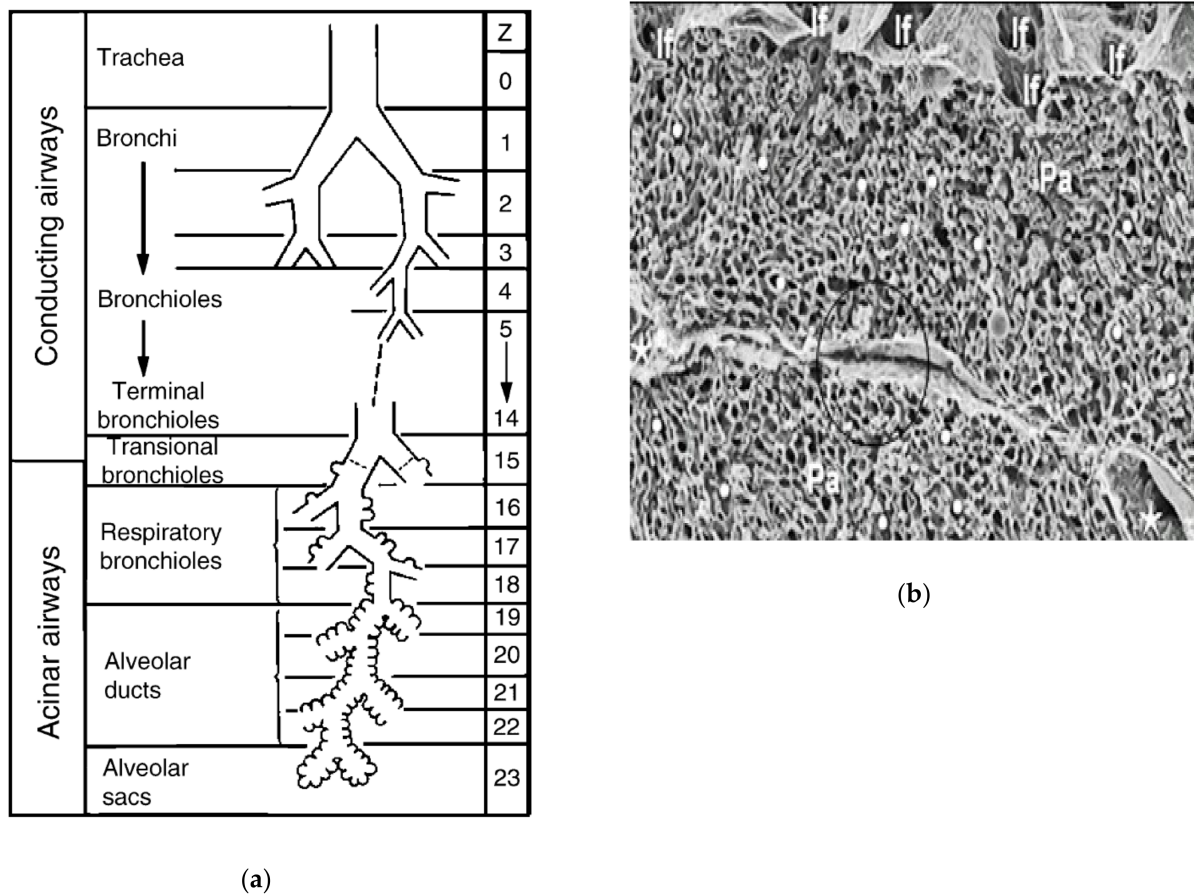 Conducting airways
Acinar airways
Trachea
Bronchi
Bronchioles
Terminal
bronchioles
Transional
bronchioles
Respiratory
bronchioles
Alveolar
ducts
Alveolar
sacs
Z
0
1
2
3
4
5
14
15
16
17
18
19
20
21
22
23
(a)
If
If
If
If
If
If
Pa
Pa
(b)